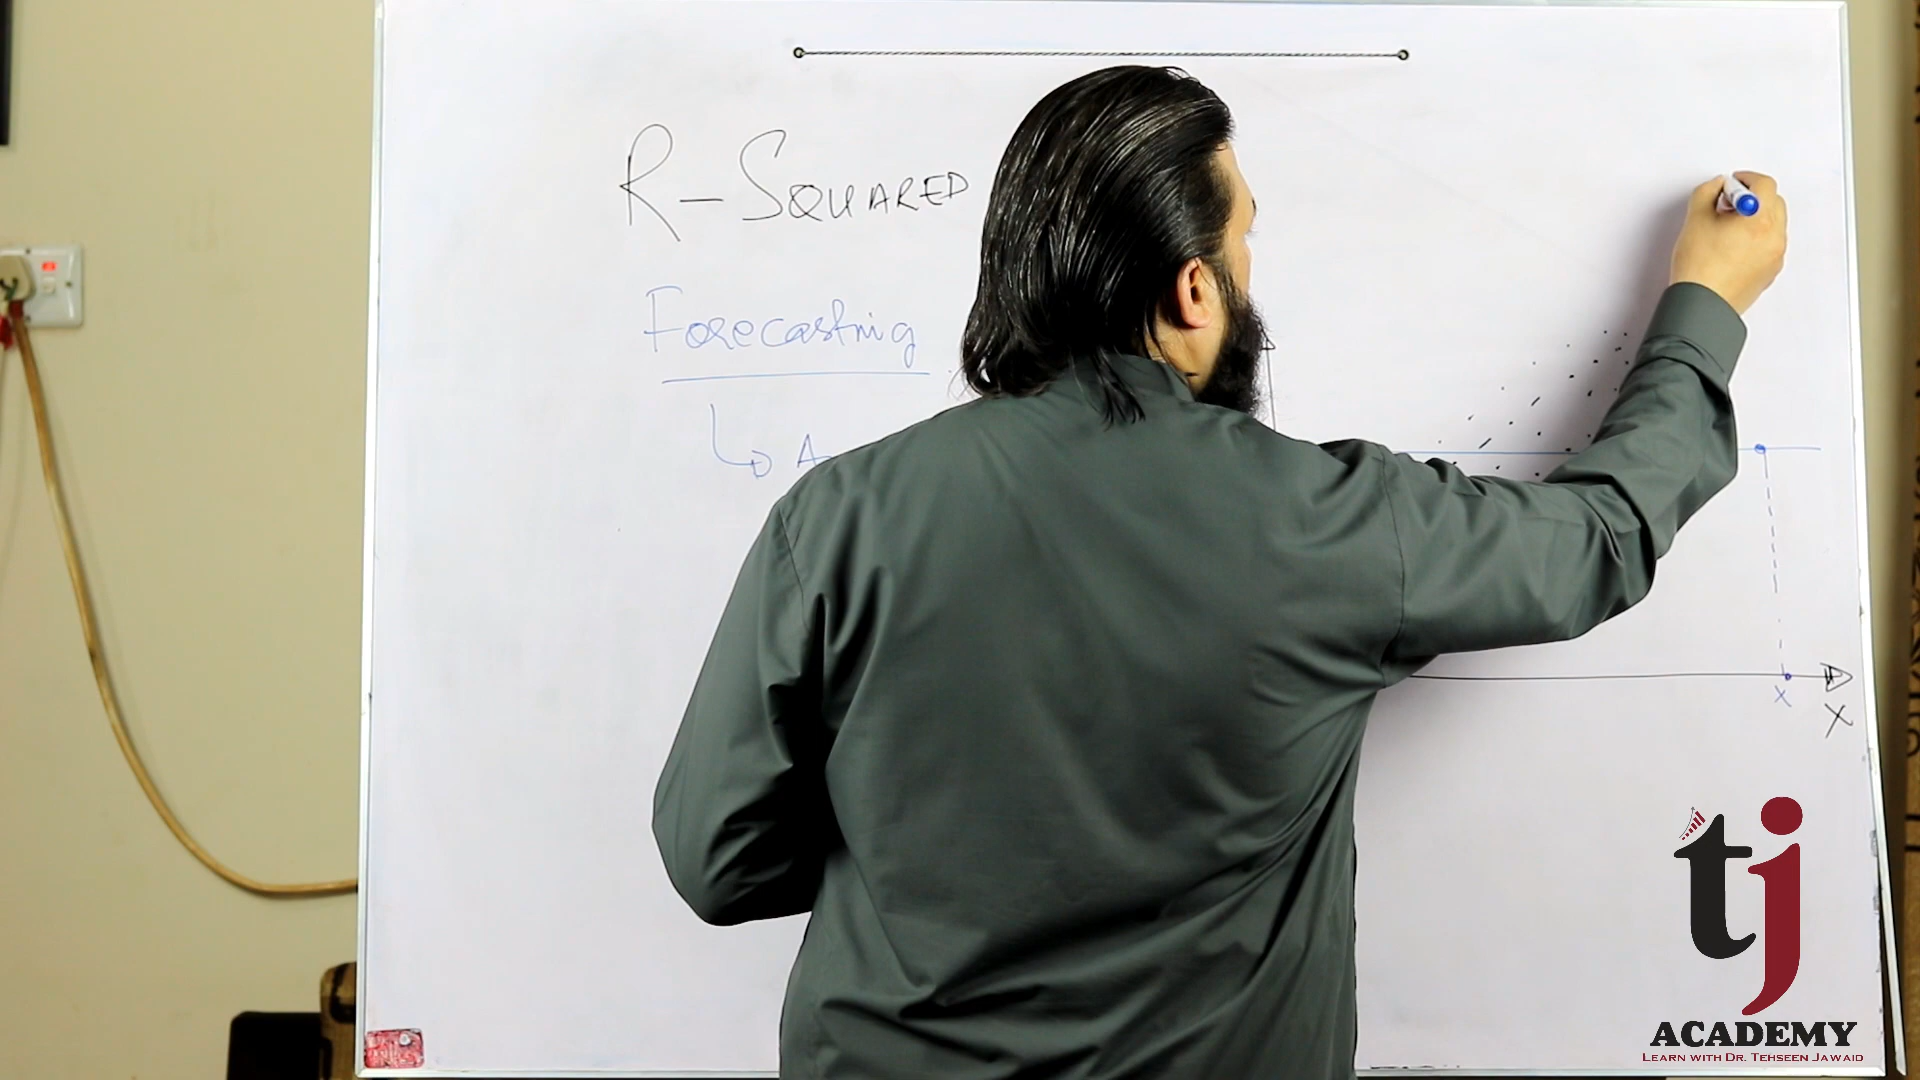 R-SQUARED
Forecasting
X
X
tj
ACADEMY
LEARN WITH DR. TEHSEEN JAWAID